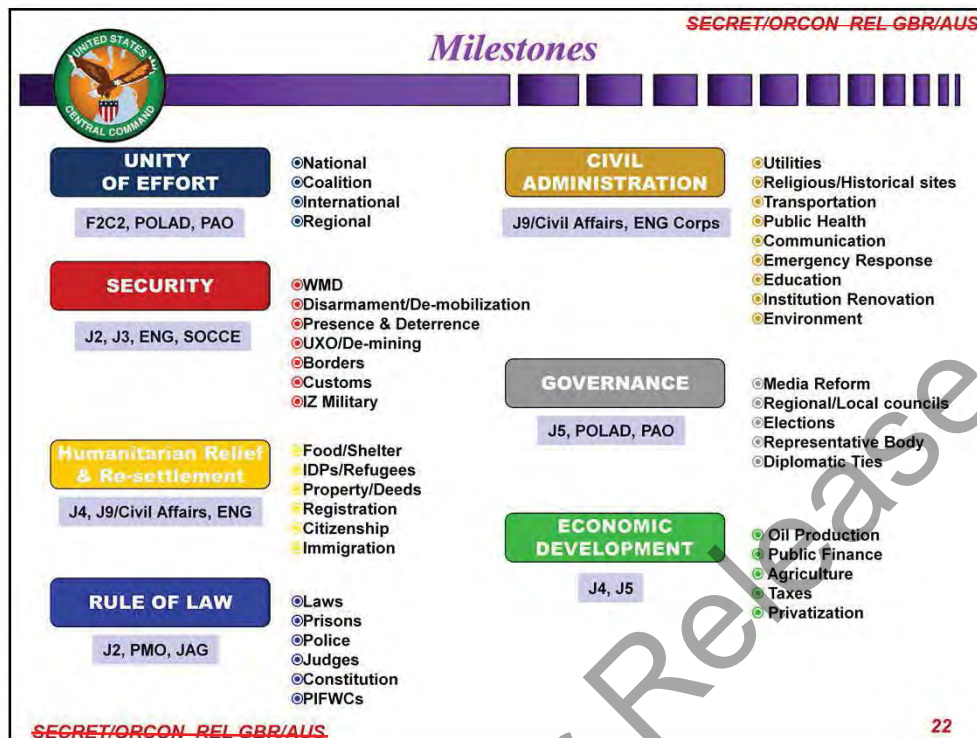 SECRET/ORCON REL GBR/AUS
Milestones
UNITED STATES
CENTRAL COMMAND
UNITY
OF EFFORT
F2C2, POLAD, PAO
◉National
◉Coalition
◉International
◉Regional
SECURITY
J2, J3, ENG, SOCCE
◉WMD
◉Disarmament/De-mobilization
◉Presence & Deterrence
◉UXO/De-mining
◉Borders
◉Customs
◉IZ Military
Humanitarian Relief
& Re-settlement
J4, J9/Civil Affairs, ENG
◉Food/Shelter
◉IDPs/Refugees
◉Property/Deeds
◉Registration
◉Citizenship
◉Immigration
RULE OF LAW
J2, PMO, JAG
◉Laws
◉Prisons
◉Police
◉Judges
◉Constitution
◉PIFWCs
CIVIL
ADMINISTRATION
J9/Civil Affairs, ENG Corps
◉Utilities
◉Religious/Historical sites
◉Transportation
◉Public Health
◉Communication
◉Emergency Response
◉Education
◉Institution Renovation
◉Environment
GOVERNANCE
J5, POLAD, PAO
◉Media Reform
◉Regional/Local councils
◉Elections
◉Representative Body
◉Diplomatic Ties
ECONOMIC
DEVELOPMENT
J4, J5
◉Oil Production
◉Public Finance
◉Agriculture
◉Taxes
◉Privatization
Release
SECRET/ORCON REL GBR/AUS
22